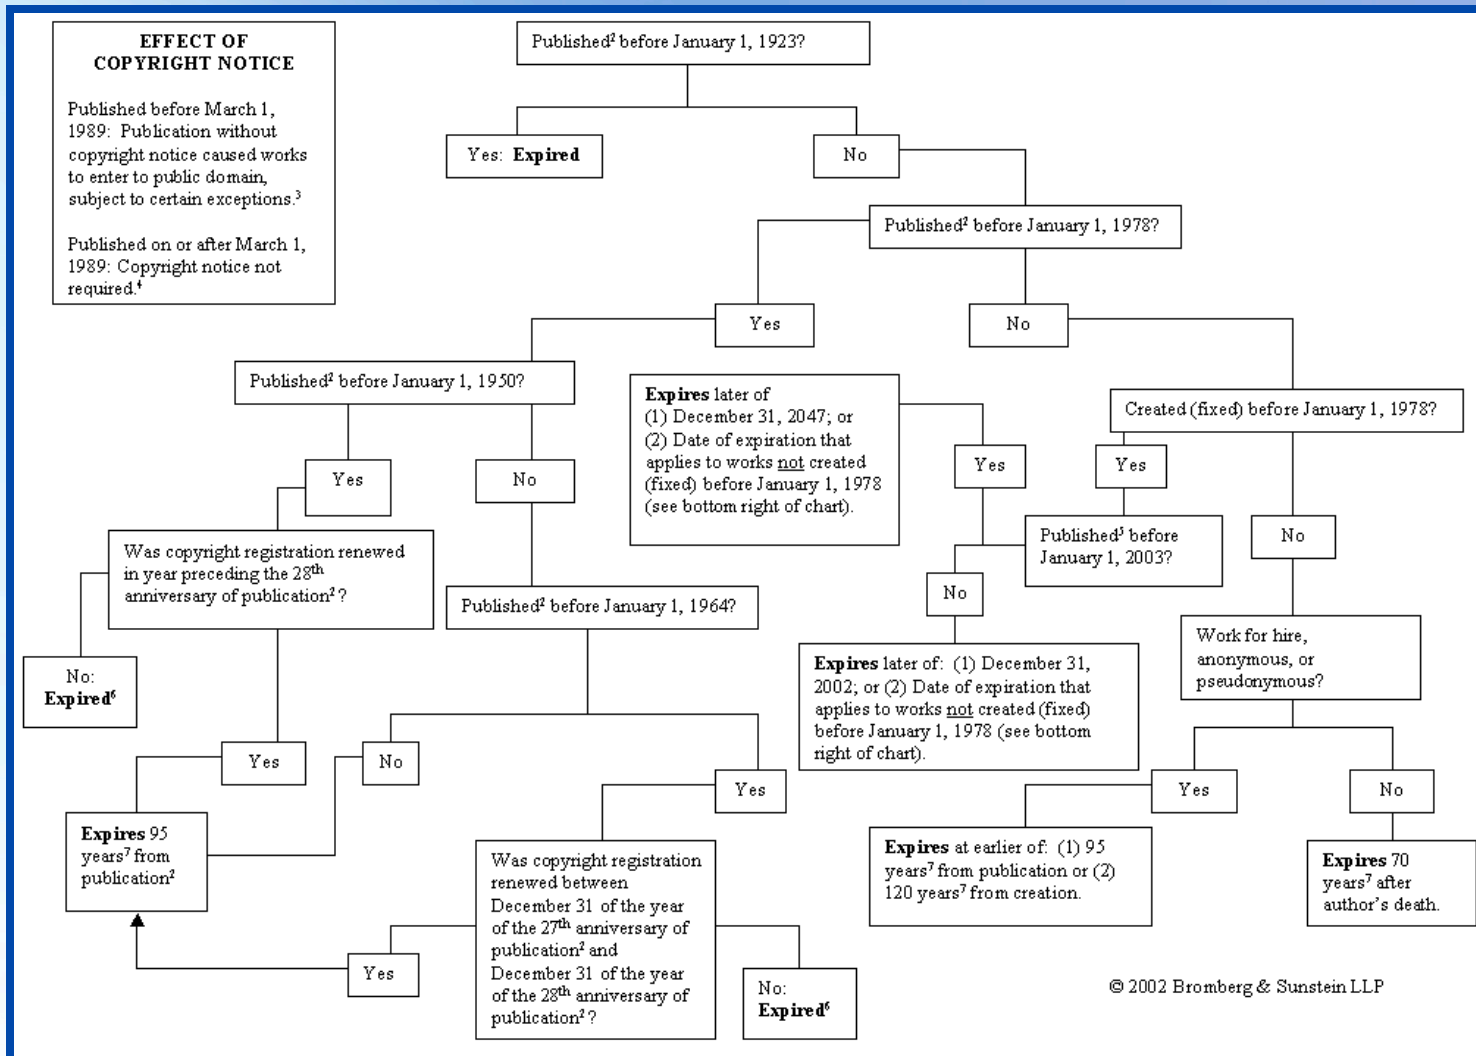 EFFECT OF
COPYRIGHT NOTICE
Published before March 1,
1989: Publication without
copyright notice caused works
to enter to public domain,
subject to certain exceptions.³
Published on or after March 1,
1989: Copyright notice not
required.⁴
Published² before January 1, 1923?
Yes: Expired
No
Published² before January 1, 1978?
Yes
No
Published² before January 1, 1950?
Yes
No
Expires later of
(1) December 31, 2047; or
(2) Date of expiration that
applies to works not created
(fixed) before January 1, 1978
(see bottom right of chart).
Created (fixed) before January 1, 1978?
Yes
Yes
No
Published⁵ before
January 1, 2003?
No
Was copyright registration renewed
in year preceding the 28th
anniversary of publication²?
No:
Expired⁶
Published² before January 1, 1964?
Expires later of: (1) December 31,
2002; or (2) Date of expiration that
applies to works not created (fixed)
before January 1, 1978 (see bottom
right of chart).
Work for hire,
anonymous, or
pseudonymous?
Yes
No
Yes
Yes
No
Expires 95
years⁷ from
publication²
Was copyright registration
renewed between
December 31 of the year
of the 27th anniversary of
publication² and
December 31 of the year
of the 28th anniversary of
publication²?
Yes
No:
Expired⁶
Expires at earlier of: (1) 95
years⁷ from publication or (2)
120 years⁷ from creation.
Expires 70
years⁷ after
author's death.
© 2002 Bromberg & Sunstein LLP